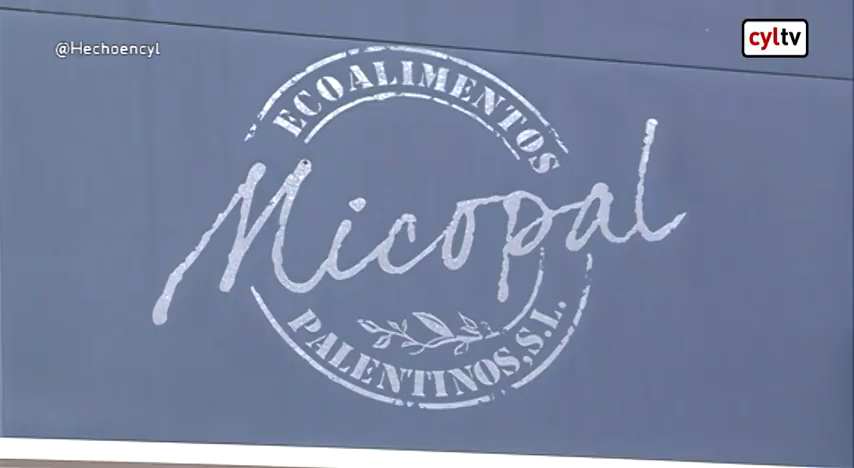 @Hechoencyl
cyltv
ECOALIMENTOS
Micopal
PALENTINOS, S.L.